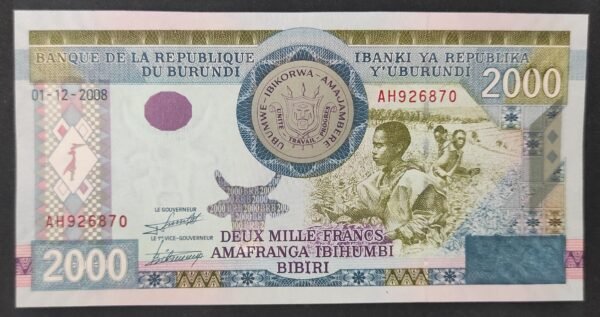 BANQUE DE LA REPUBLIQUE
DU BURUNDI
IBANKI YA REPUBLIKA
Y'UBURUNDI
2000
01-12-2008
AH926870
UBUMWE - IBIKORWA - AMAJAMBERE
UNITE TRAVAIL PROGRES
AH926870
LE GOUVERNEUR
LE 1er VICE-GOUVERNEUR
2000
DEUX MILLE FRANCS
AMAFRANGA IBIHUMBI
BIBIRI